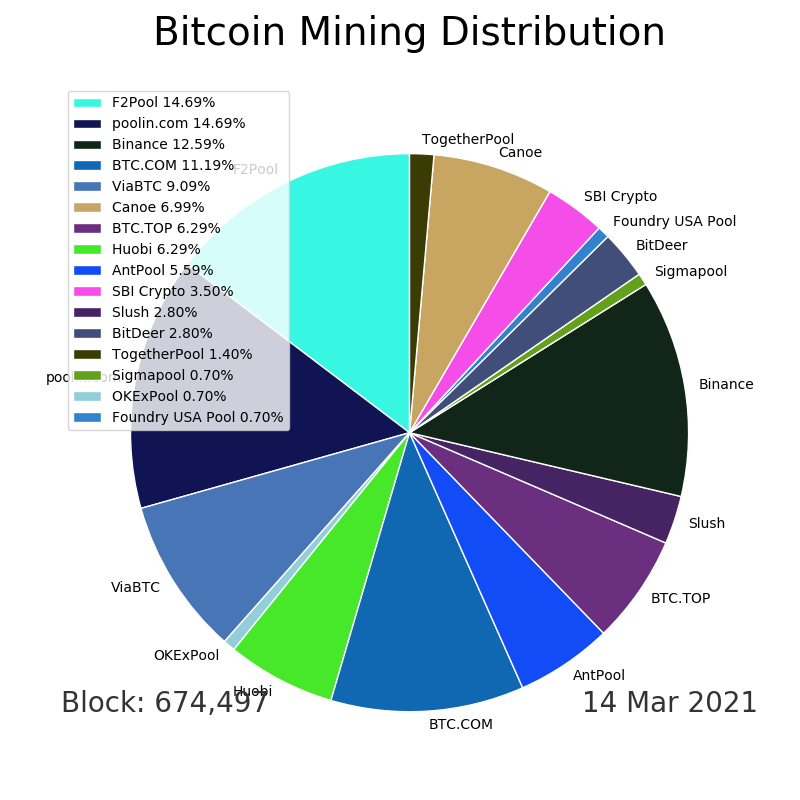 Bitcoin Mining Distribution
F2Pool 14.69%
poolin.com 14.69%
Binance 12.59%
BTC.COM 11.19%
ViaBTC 9.09%
Canoe 6.99%
BTC.TOP 6.29%
Huobi 6.29%
AntPool 5.59%
SBI Crypto 3.50%
Slush 2.80%
BitDeer 2.80%
TogetherPool 1.40%
Sigmapool 0.70%
OKExPool 0.70%
Foundry USA Pool 0.70%
F2Pool
TogetherPool
Canoe
SBI Crypto
Foundry USA Pool
BitDeer
Sigmapool
Binance
Slush
BTC.TOP
AntPool
BTC.COM
Huobi
OKExPool
ViaBTC
poolin.com
Block: 674,497
14 Mar 2021